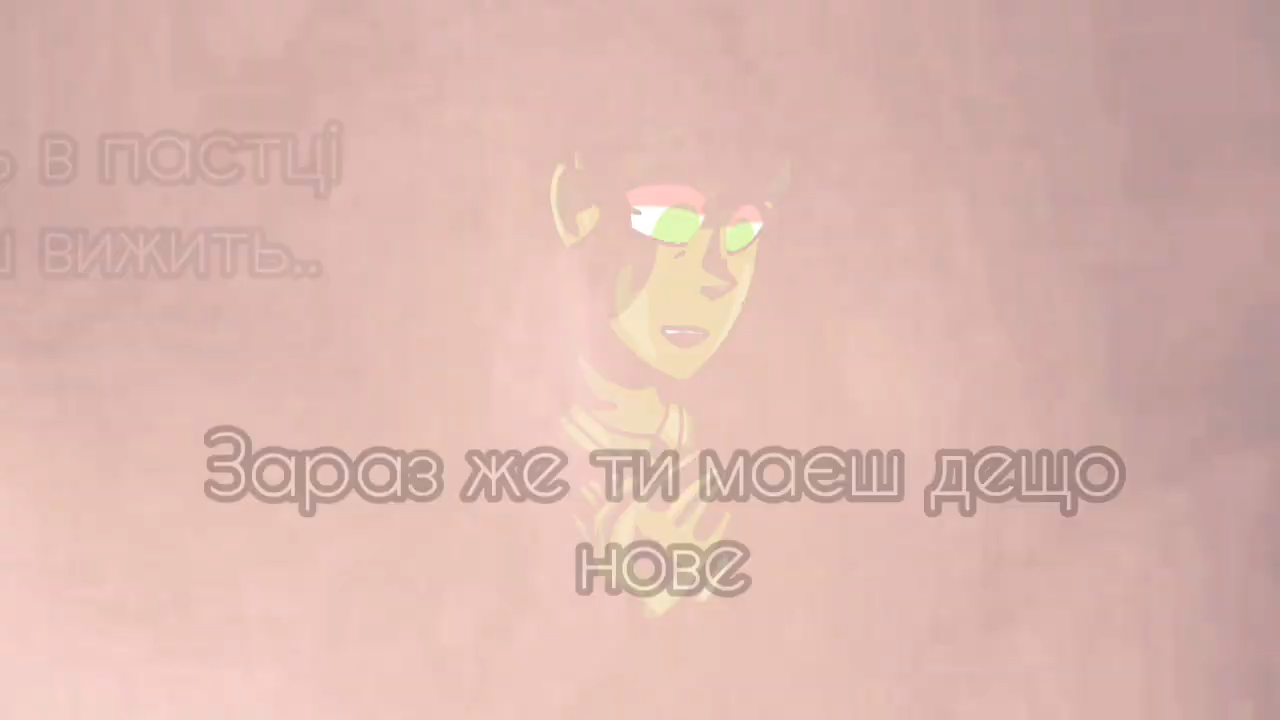 в пастці
вижить..
Зараз же ти маєш дещо
нове